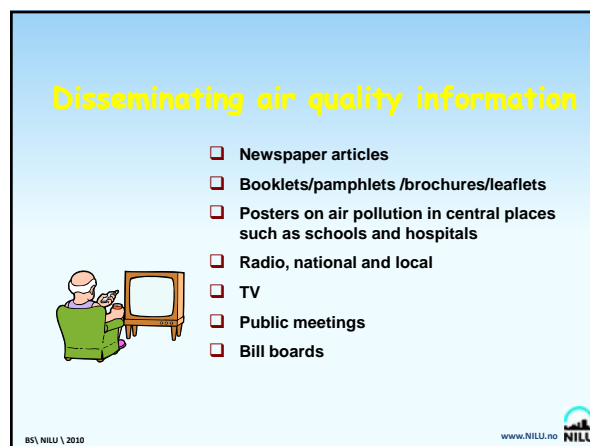 Disseminating air quality information
Newspaper articles
Booklets/pamphlets /brochures/leaflets
Posters on air pollution in central places
such as schools and hospitals
Radio, national and local
TV
Public meetings
Bill boards
BS\ NILU \ 2010
www.NILU.no
NILU